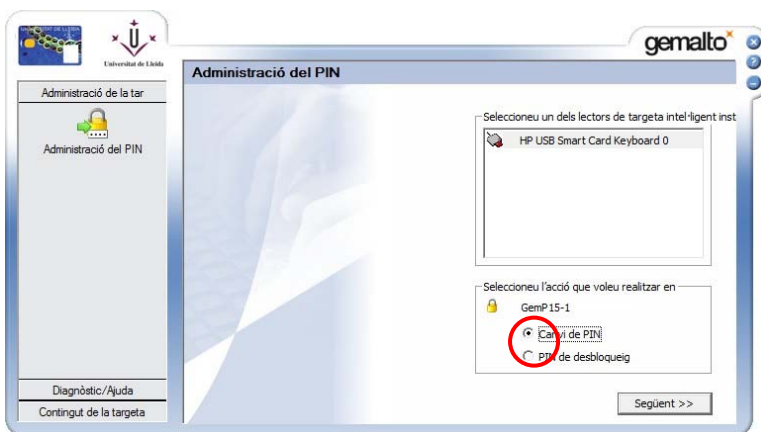 Universitat de Lleida
gemalto
Administració del PIN
Administració de la tar
Administració del PIN
Seleccioneu un dels lectors de targeta intel·ligent inst
HP USB Smart Card Keyboard 0
Seleccioneu l'acció que voleu realitzar en
GemP15-1
Canvi de PIN
PIN de desbloqueig
Diagnòstic/Ajuda
Contingut de la targeta
Següent >>